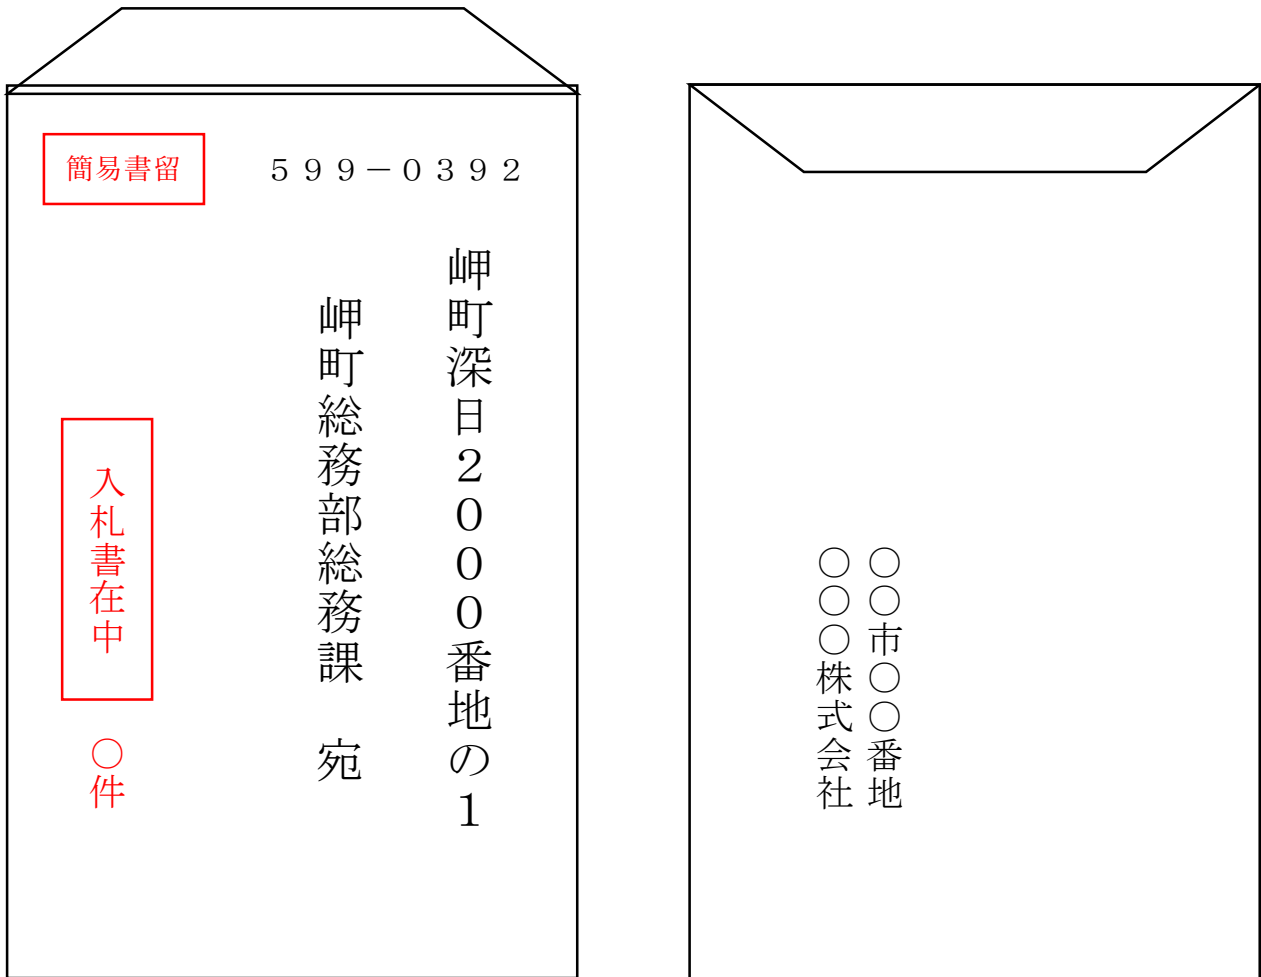 簡易書留
５９９－０３９２
岬町深日２０００番地の１
岬町総務部総務課　宛
入札書在中
○件
○○市○○番地
○○○株式会社